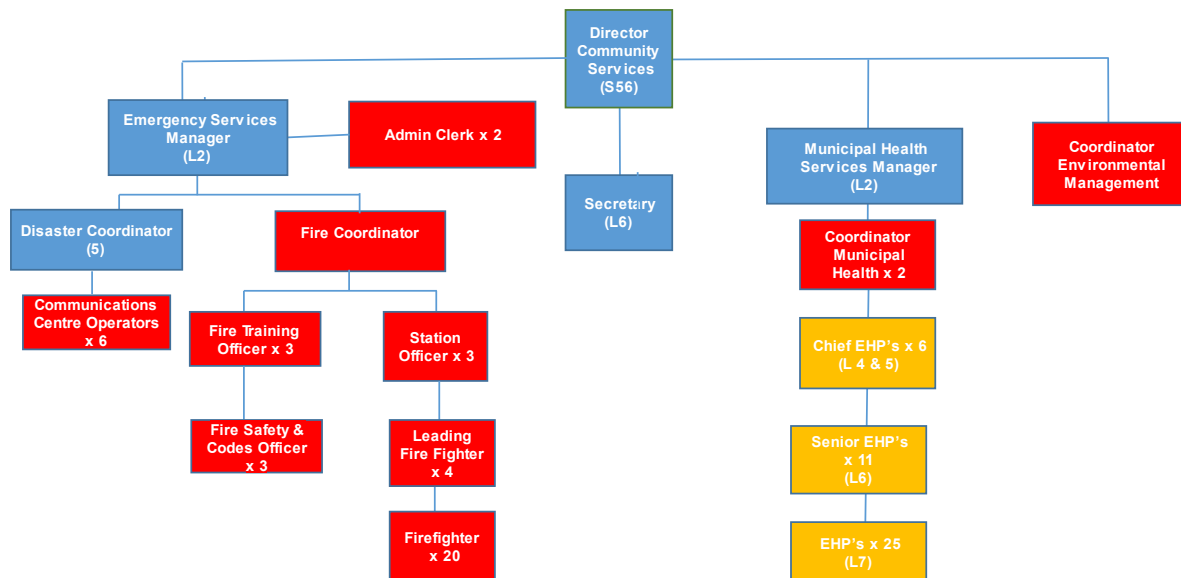 Director
Community
Services
(S56)
Emergency Services
Manager
(L2)
Admin Clerk x 2
Municipal Health
Services Manager
(L2)
Coordinator
Environmental
Management
Secretary
(L6)
Disaster Coordinator
(5)
Fire Coordinator
Coordinator
Municipal
Health x 2
Communications
Centre Operators
x 6
Fire Training
Officer x 3
Station
Officer x 3
Chief EHP's x 6
(L 4 & 5)
Fire Safety &
Codes Officer
x 3
Leading
Fire Fighter
x 4
Senior EHP's
x 11
(L6)
Firefighter
x 20
EHP's x 25
(L7)